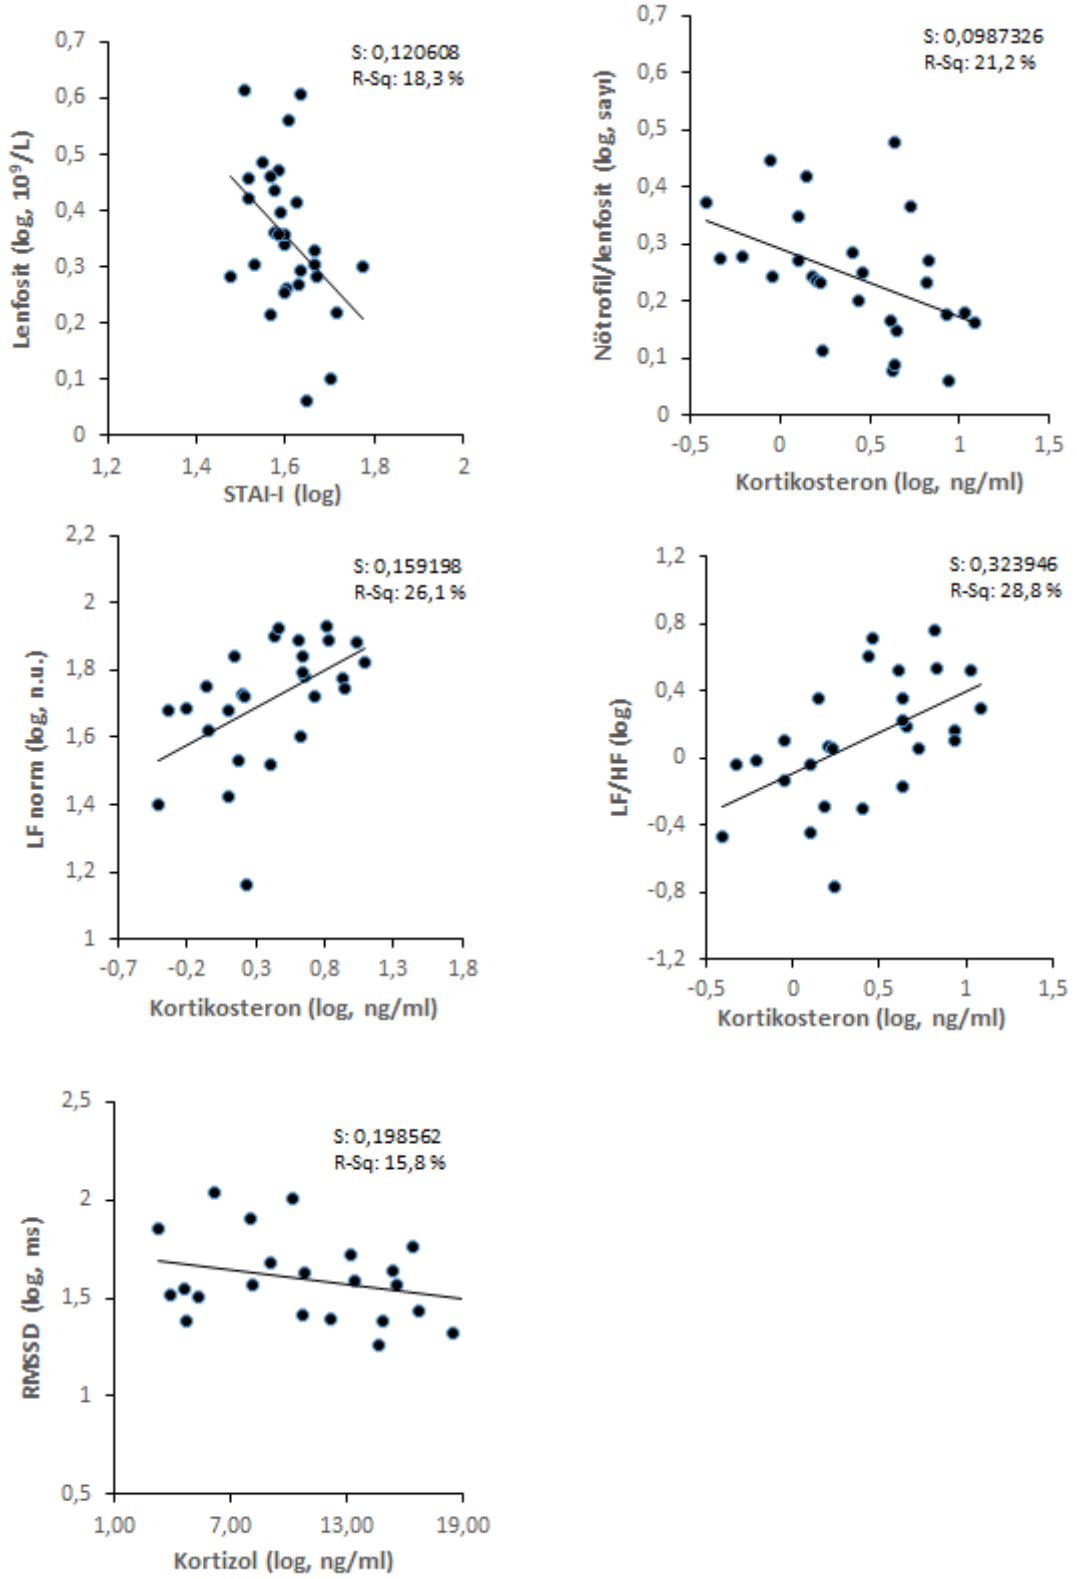 S: 0,120608
R-Sq: 18,3 %
0,7
0,6
0,5
0,4
0,3
0,2
0,1
0
Lenfosit (log, 10⁹/L)
1,2 1,4 1,6 1,8 2
STAI-I (log)
S: 0,0987326
R-Sq: 21,2 %
0,7
0,6
0,5
0,4
0,3
0,2
0,1
0
Nötrofil/lenfosit (log, sayı)
-0,5 0 0,5 1 1,5
Kortikosteron (log, ng/ml)
S: 0,159198
R-Sq: 26,1 %
2,2
2
1,8
1,6
1,4
1,2
1
LF norm (log, n.u.)
-0,7 -0,2 0,3 0,8 1,3 1,8
Kortikosteron (log, ng/ml)
S: 0,323946
R-Sq: 28,8 %
1,2
0,8
0,4
0
-0,4
-0,8
-1,2
LF/HF (log)
-0,5 0 0,5 1 1,5
Kortikosteron (log, ng/ml)
S: 0,198562
R-Sq: 15,8 %
2,5
2
1,5
1
0,5
RMSSD (log, ms)
1,00 7,00 13,00 19,00
Kortizol (log, ng/ml)